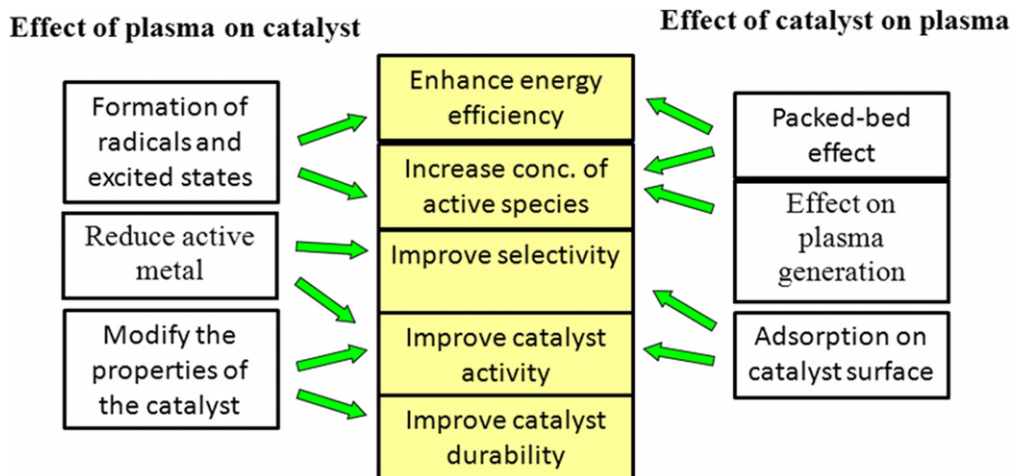 Effect of plasma on catalyst
Effect of catalyst on plasma
Formation of
radicals and
excited states
Reduce active
metal
Modify the
properties of
the catalyst
Enhance energy
efficiency
Increase conc. of
active species
Improve selectivity
Improve catalyst
activity
Improve catalyst
durability
Packed-bed
effect
Effect on
plasma
generation
Adsorption on
catalyst surface